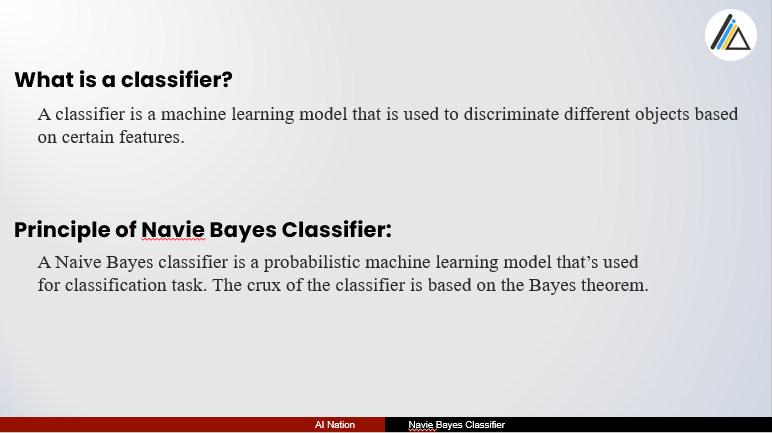 What is a classifier?
A classifier is a machine learning model that is used to discriminate different objects based
on certain features.
Principle of Navie Bayes Classifier:
A Naive Bayes classifier is a probabilistic machine learning model that’s used
for classification task. The crux of the classifier is based on the Bayes theorem.
AI Nation
Navie Bayes Classifier